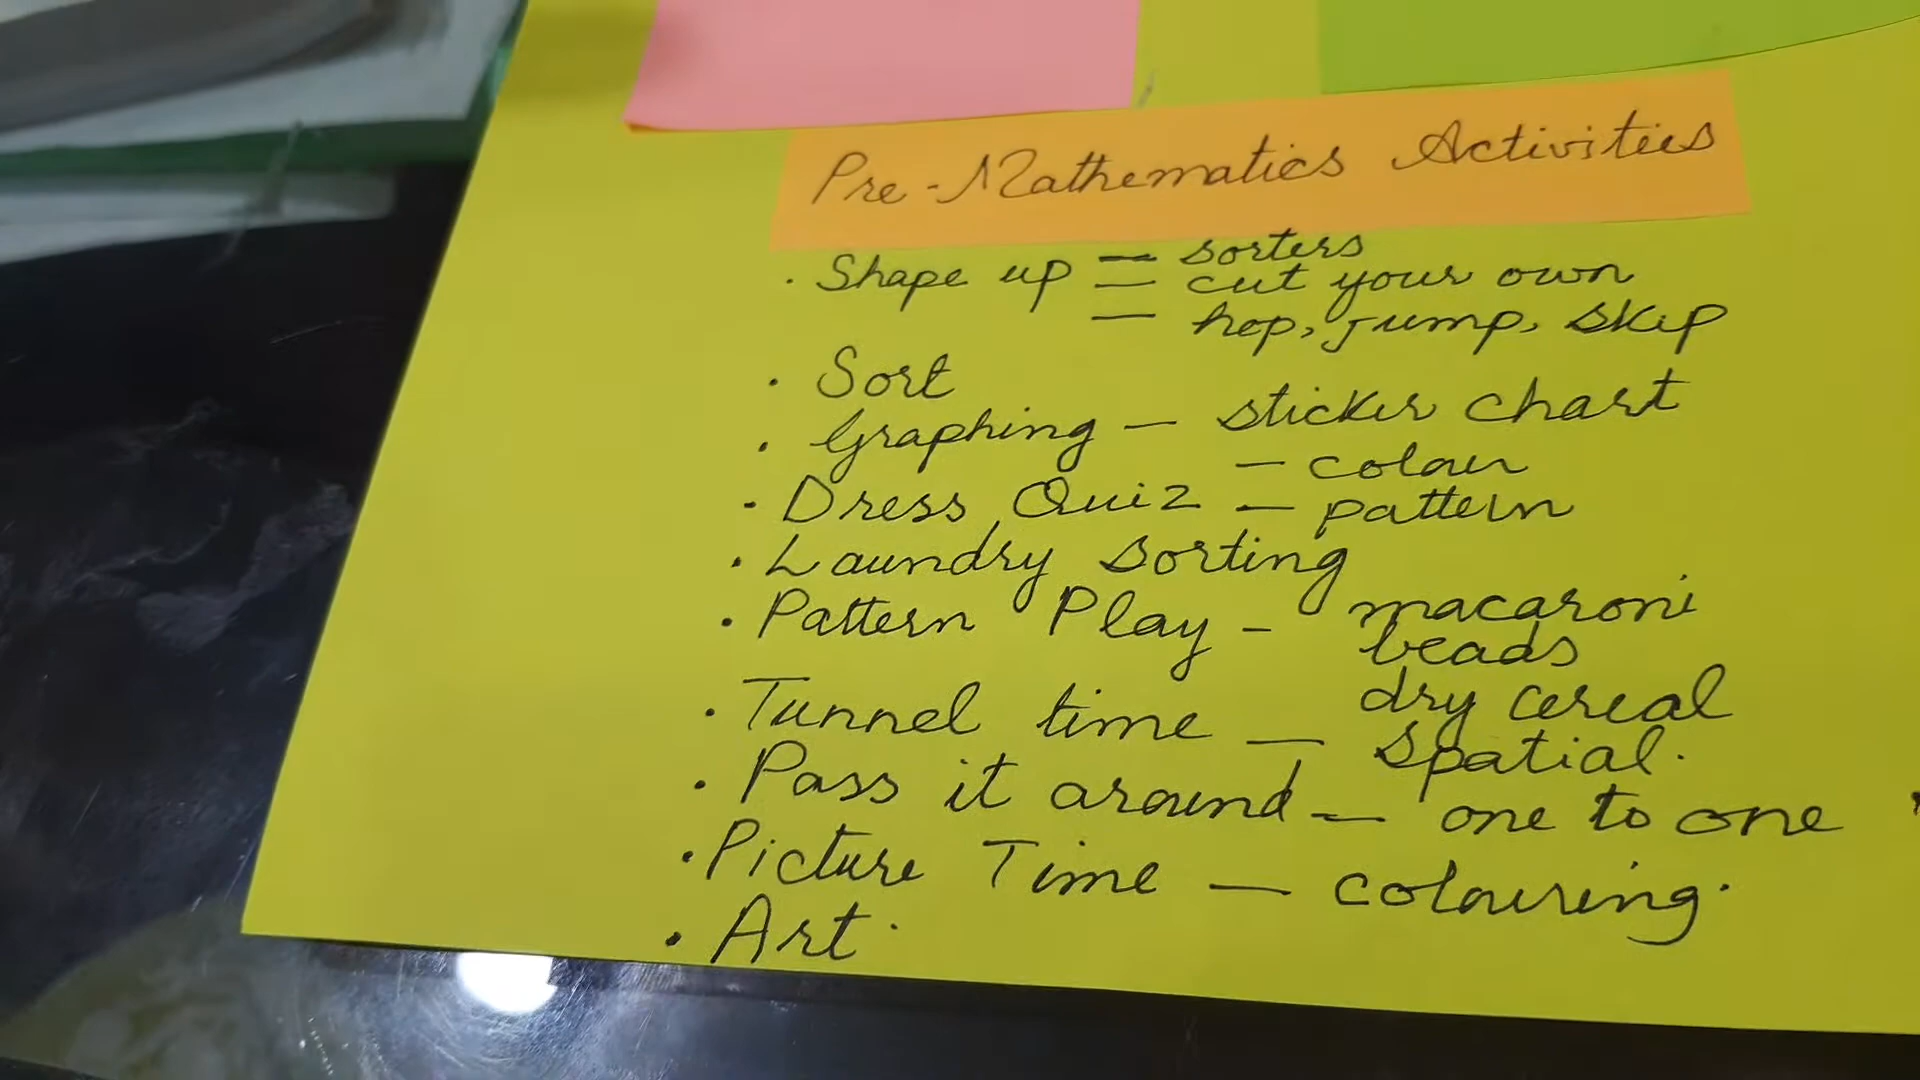 Pre-Mathematics Activities
· Shape up — sorters
— cut your own
— hop, jump, skip
· Sort
· Graphing — sticker chart
— colour
· Dress Quiz — pattern
· Laundry sorting
· Pattern Play — macaroni
beads
dry cereal
· Tunnel time — spatial.
· Pass it around — one to one
· Picture Time — colouring.
· Art.